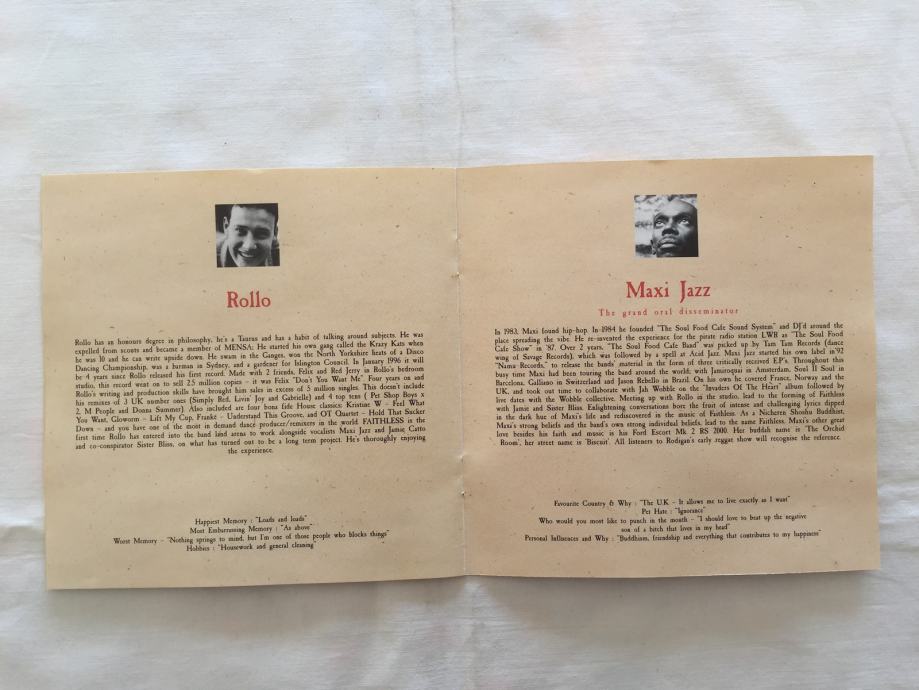 Rollo
Rollo has an honours degree in philosophy, he's a Taurus and has a habit of talking around subjects. He was
expelled from scouts and became a member of MENSA. He started his own gang called the Krazy Kats when
he was 10 and he can write upside down. He swam in the Ganges, won the North Yorkshire heats of a Disco
Dancing Championship, was a barman in Sydney, and a gardener for Islington Council. In January 1996 it will
be 4 years since Rollo released his first record. Made with 2 friends, Felix and Red Jerry in Rollo's bedroom
studio, this record went on to sell 2.5 million copies - it was Felix "Don't You Want Me". Four years on and
Rollo's writing and production skills have brought him sales in excess of 5 million singles. This doesn't include
his remixes of 3 UK number ones (Simply Red, Livin' Joy and Gabrielle) and 4 top tens ( Pet Shop Boys x
2, M People and Donna Summer). Also included are four bona fide House classics: Kristine W - Feel What
You Want, Gloworm - Lift My Cup, Franké - Understand This Groove, and OT Quartet - Hold That Sucker
Down - and you have one of the most in demand dance producer/remixers in the world. FAITHLESS is the
first time Rollo has entered into the band land arena to work alongside vocalists Maxi Jazz and Jamie Catto
and co-conspirator Sister Bliss, on what has turned out to be a long term project. He's thoroughly enjoying
the experience.
Happiest Memory : "Loads and loads"
Most Embarrassing Memory : "As above"
Worst Memory - "Nothing springs to mind, but I'm one of those people who blocks things"
Hobbies : "Housework and general cleaning"
Maxi Jazz
The grand oral disseminator
In 1983, Maxi found hip-hop. In 1984 he founded "The Soul Food Cafe Sound System" and DJ'd around the
place spreading the vibe. He re-invented the experience for the pirate radio station LWR as "The Soul Food
Cafe Show" in '87. Over 2 years, "The Soul Food Cafe Band" was picked up by Tam Tam Records (dance
wing of Savage Records), which was followed by a spell at Acid Jazz. Maxi Jazz started his own label in '92
"Namu Records," to release the bands' material in the form of three critically received E.P's. Throughout this
busy time Maxi had been touring the band around the world; with Jamiroquai in Amsterdam, Soul II Soul in
Barcelona, Galliano in Switzerland and Jason Rebello in Brazil. On his own he covered France, Norway and the
UK, and took out time to collaborate with Jah Wobble on the "Invaders Of The Heart" album followed by
live dates with the Wobble collective. Meeting up with Rollo in the studio, lead to the forming of Faithless
with Jamie and Sister Bliss. Enlightening conversations bore the fruit of intense and challenging lyrics dipped
in the dark hue of Maxi's life and rediscovered in the music of Faithless. As a Nicheren Shoshu Buddhist,
Maxi's strong beliefs and the band's own strong individual beliefs, lead to the name Faithless. Maxi's other great
love besides his faith and music is his Ford Escort Mk. 2 RS 2000. Her buddah name is 'The Orchid
Room', her street name is 'Biscuit'. All listeners to Rodigan's early reggae show will recognise the reference.
Favourite Country & Why : "The U.K - It allows me to live exactly as I want"
Pet Hate : "Ignorance"
Who would you most like to punch in the mouth - "I should love to beat up the negative
son of a bitch that lives in my head"
Personal Influences and Why : "Buddhism, friendship and everything that contributes to my happiness"